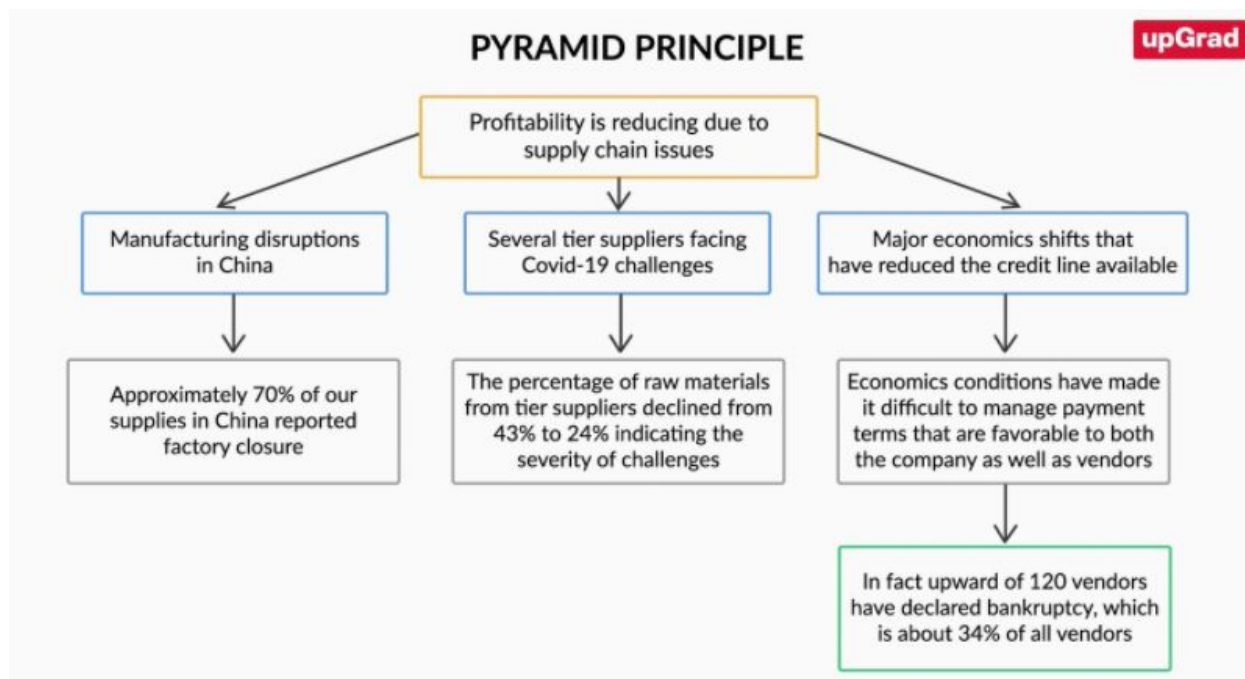 PYRAMID PRINCIPLE
upGrad
Profitability is reducing due to
supply chain issues
Manufacturing disruptions
in China
Several tier suppliers facing
Covid-19 challenges
Major economics shifts that
have reduced the credit line available
Approximately 70% of our
supplies in China reported
factory closure
The percentage of raw materials
from tier suppliers declined from
43% to 24% indicating the
severity of challenges
Economics conditions have made
it difficult to manage payment
terms that are favorable to both
the company as well as vendors
In fact upward of 120 vendors
have declared bankruptcy, which
is about 34% of all vendors